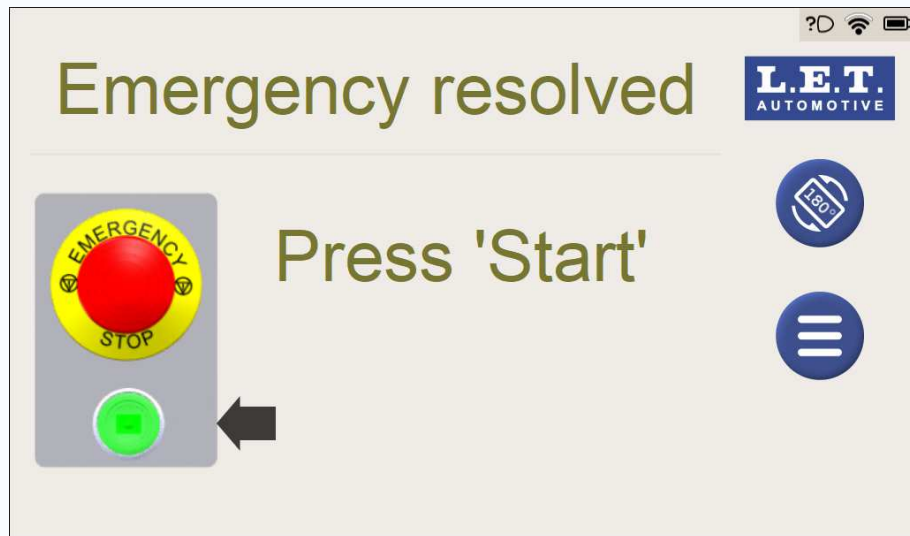 ?
Emergency resolved
L.E.T.
AUTOMOTIVE
180°
EMERGENCY
STOP
Press 'Start'